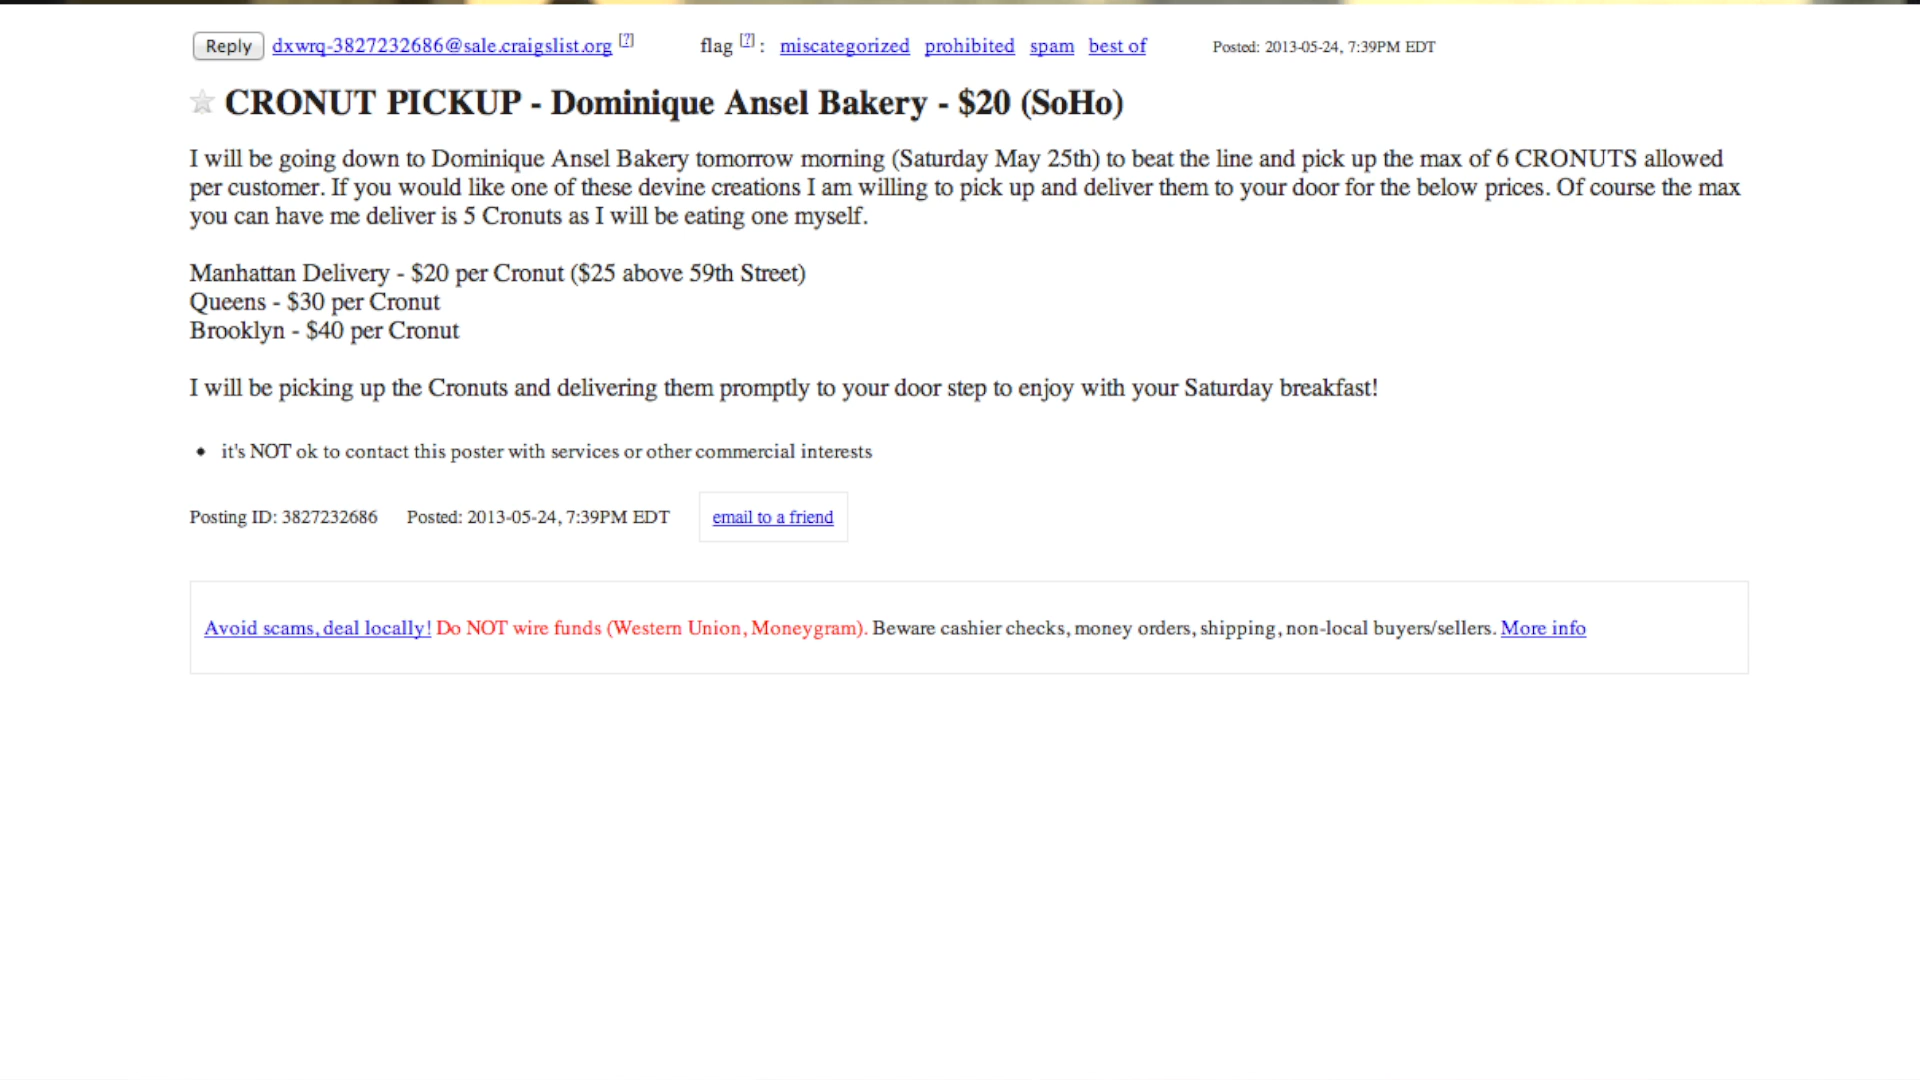 Reply dxwrq-3827232686@sale.craigslist.org [?] flag [?] : miscategorized prohibited spam best of Posted: 2013-05-24, 7:39PM EDT
CRONUT PICKUP - Dominique Ansel Bakery - $20 (SoHo)
I will be going down to Dominique Ansel Bakery tomorrow morning (Saturday May 25th) to beat the line and pick up the max of 6 CRONUTS allowed
per customer. If you would like one of these devine creations I am willing to pick up and deliver them to your door for the below prices. Of course the max
you can have me deliver is 5 Cronuts as I will be eating one myself.
Manhattan Delivery - $20 per Cronut ($25 above 59th Street)
Queens - $30 per Cronut
Brooklyn - $40 per Cronut
I will be picking up the Cronuts and delivering them promptly to your door step to enjoy with your Saturday breakfast!
• it's NOT ok to contact this poster with services or other commercial interests
Posting ID: 3827232686 Posted: 2013-05-24, 7:39PM EDT email to a friend
Avoid scams, deal locally! Do NOT wire funds (Western Union, Moneygram). Beware cashier checks, money orders, shipping, non-local buyers/sellers. More info